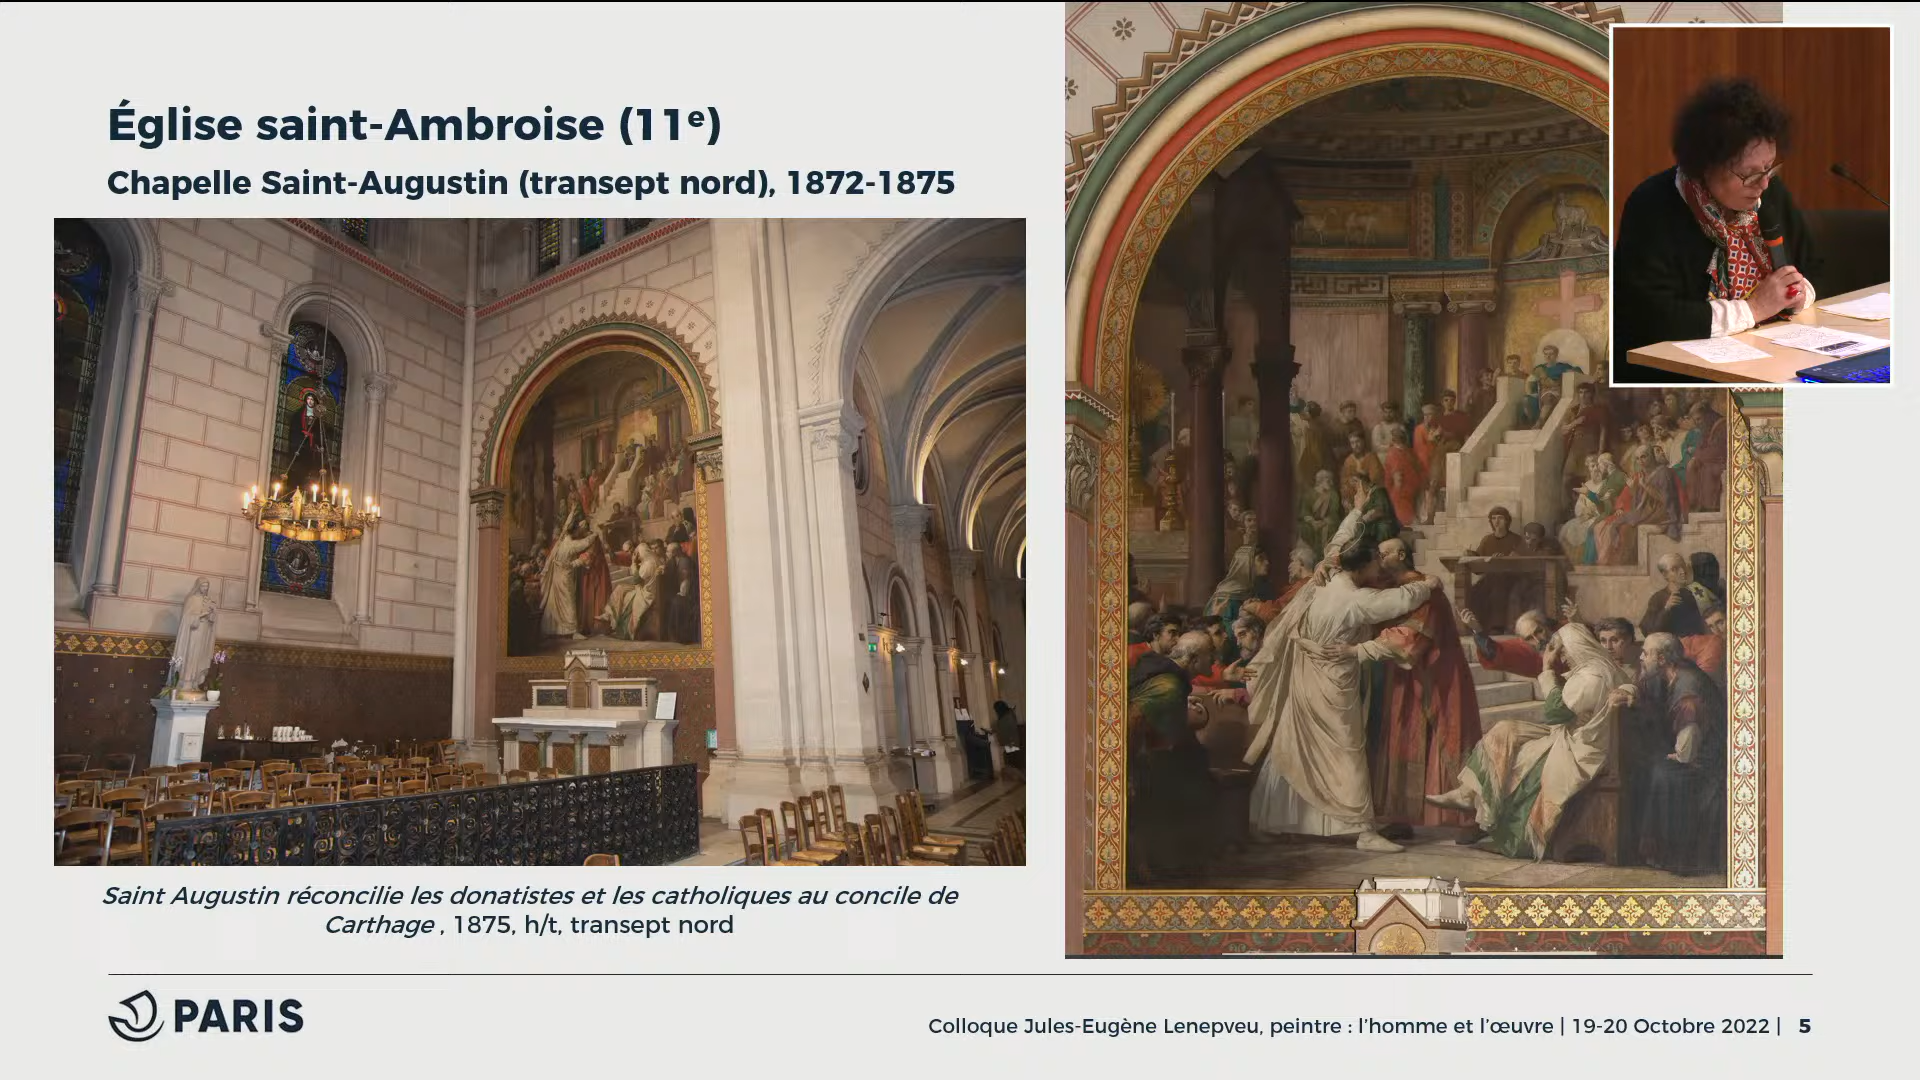 Église saint-Ambroise (11ᵉ)
Chapelle Saint-Augustin (transept nord), 1872-1875
Saint Augustin réconcilie les donatistes et les catholiques au concile de
Carthage , 1875, h/t, transept nord
PARIS
Colloque Jules-Eugène Lenepveu, peintre : l’homme et l’œuvre | 19-20 Octobre 2022 | 5